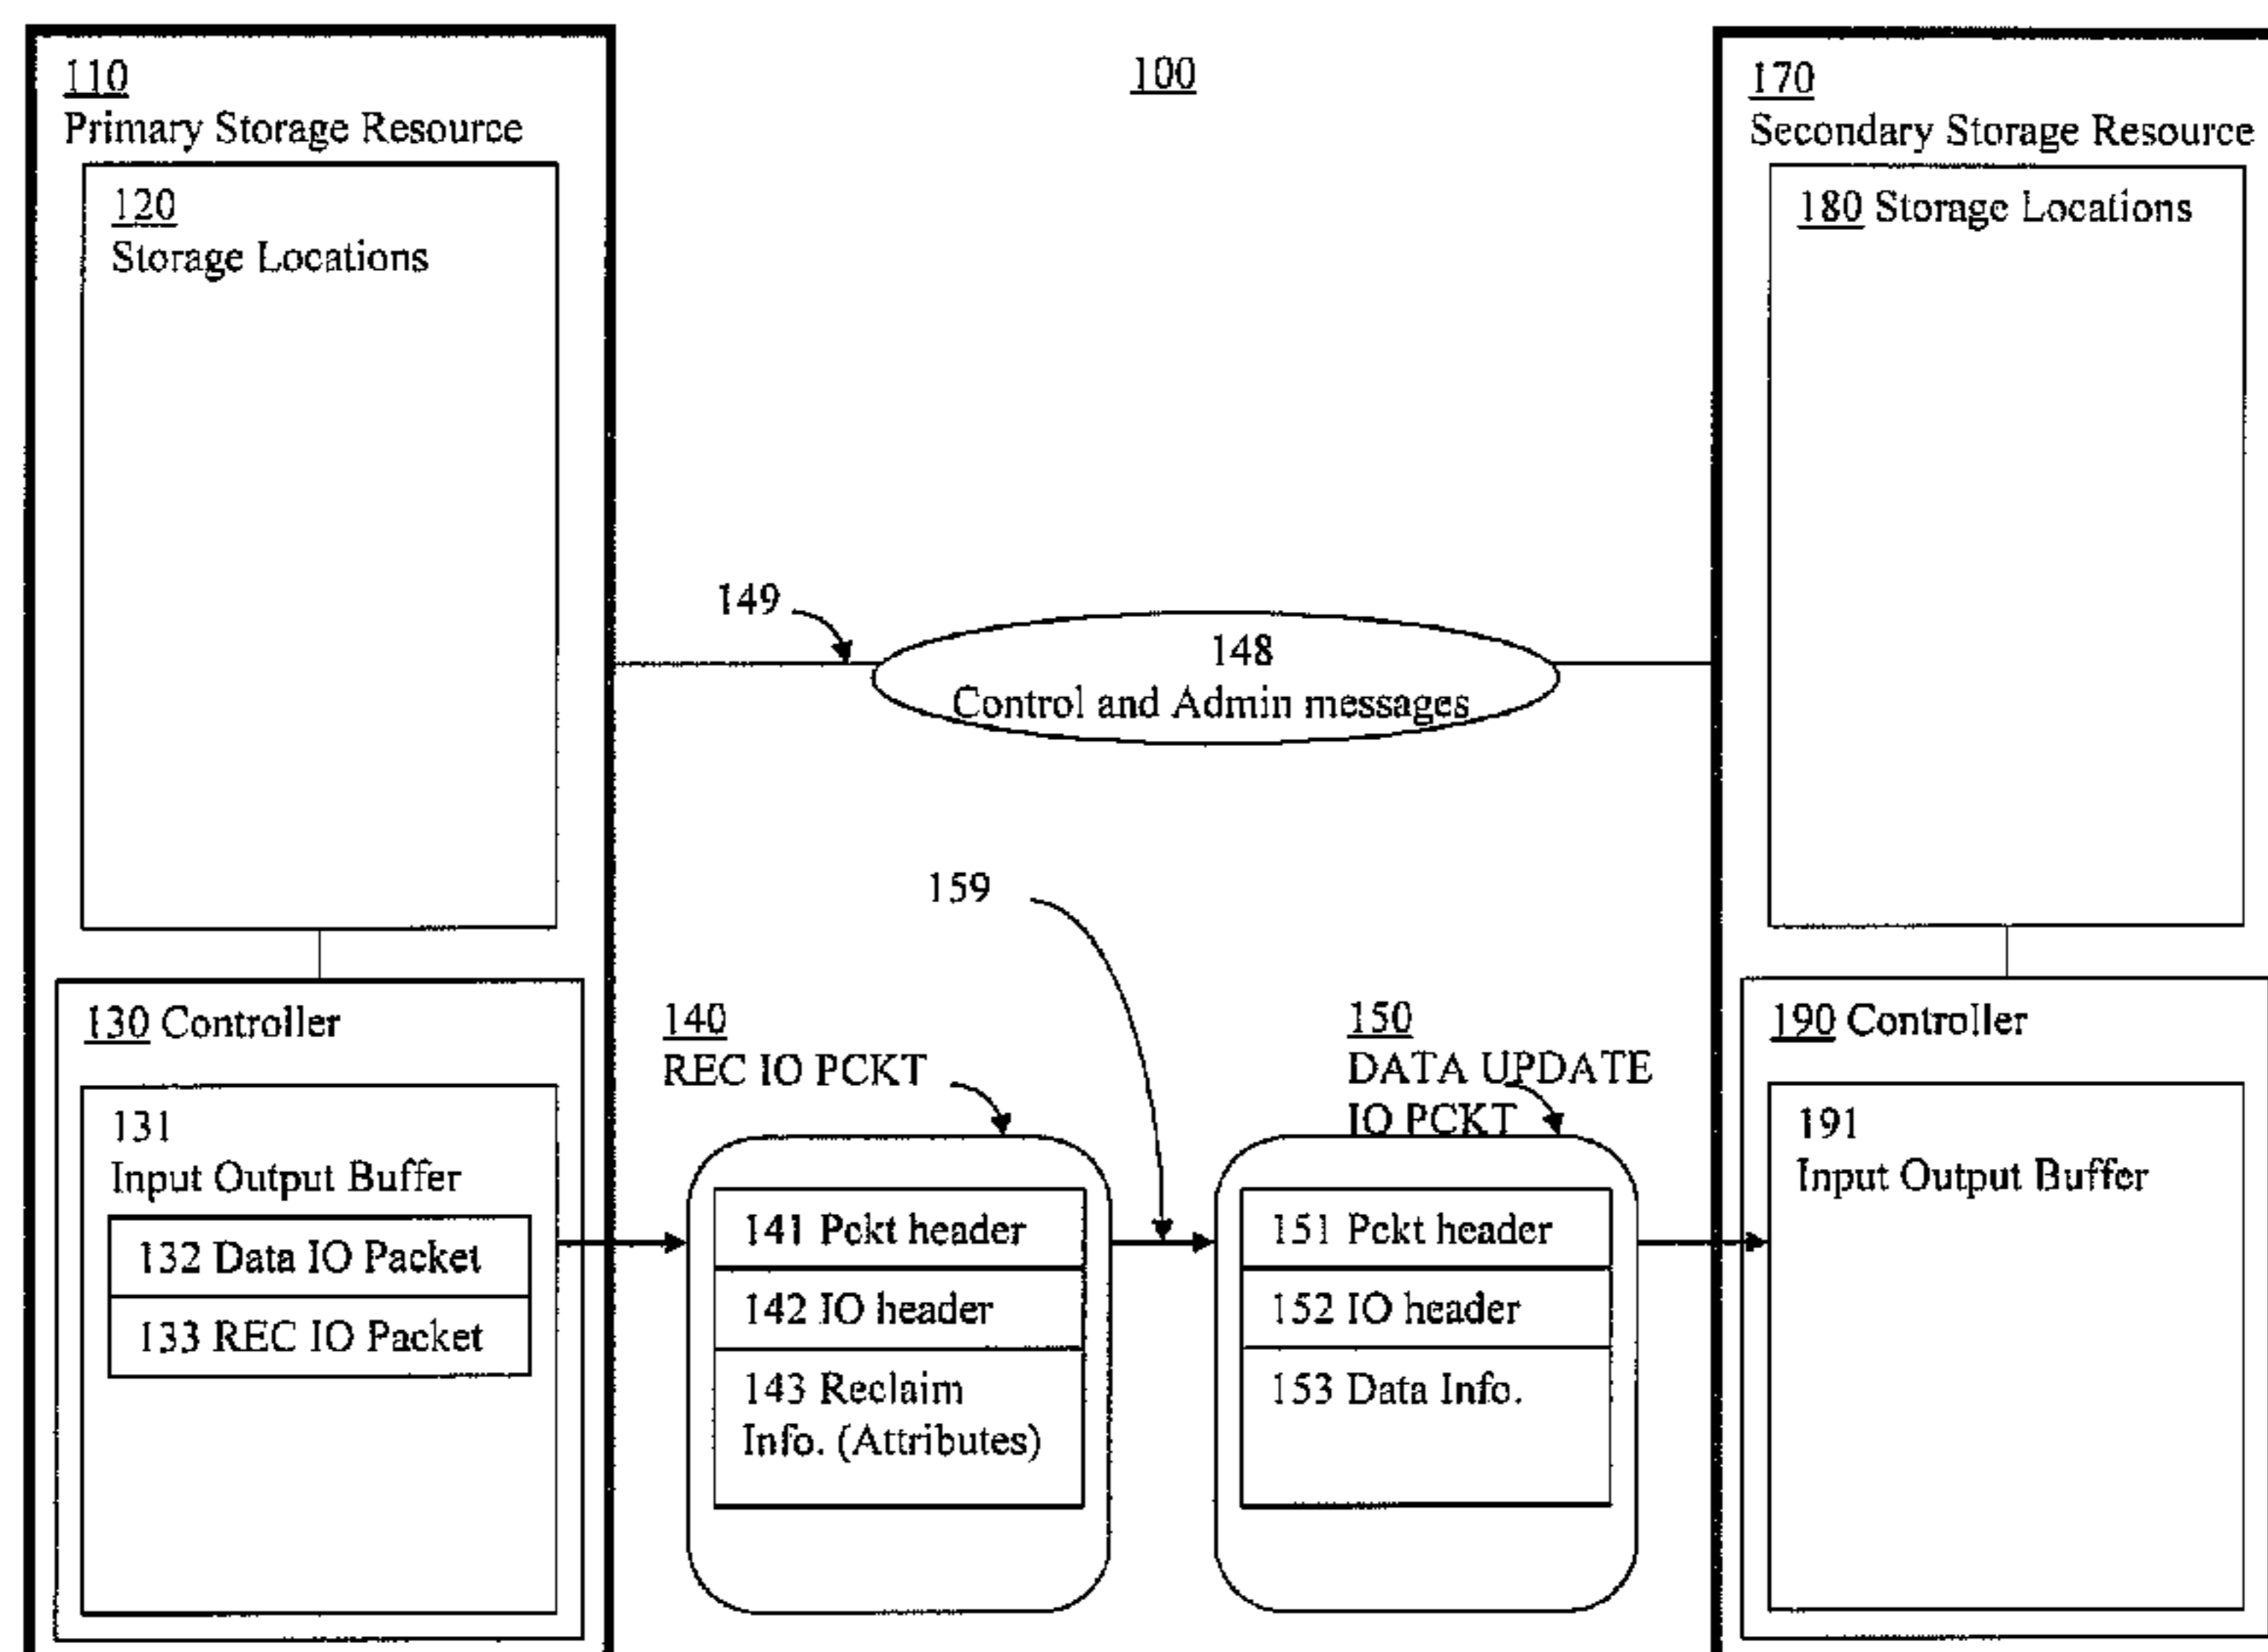 110
Primary Storage Resource
120
Storage Locations
100
170
Secondary Storage Resource
180 Storage Locations
149
148
Control and Admin messages
159
130 Controller
131
Input Output Buffer
132 Data IO Packet
133 REC IO Packet
140
REC IO PCKT
141 Pckt header
142 IO header
143 Reclaim
Info. (Attributes)
150
DATA UPDATE
IO PCKT
151 Pckt header
152 IO header
153 Data Info.
190 Controller
191
Input Output Buffer